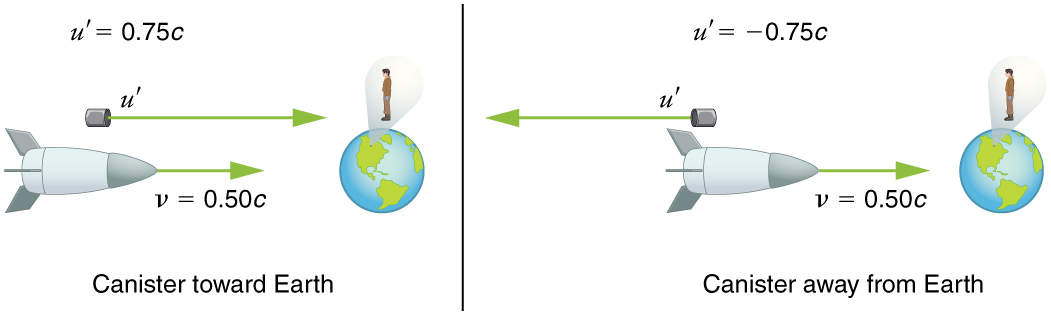 u′ = 0.75c
u′
v = 0.50c
Canister toward Earth
u′ = −0.75c
u′
v = 0.50c
Canister away from Earth